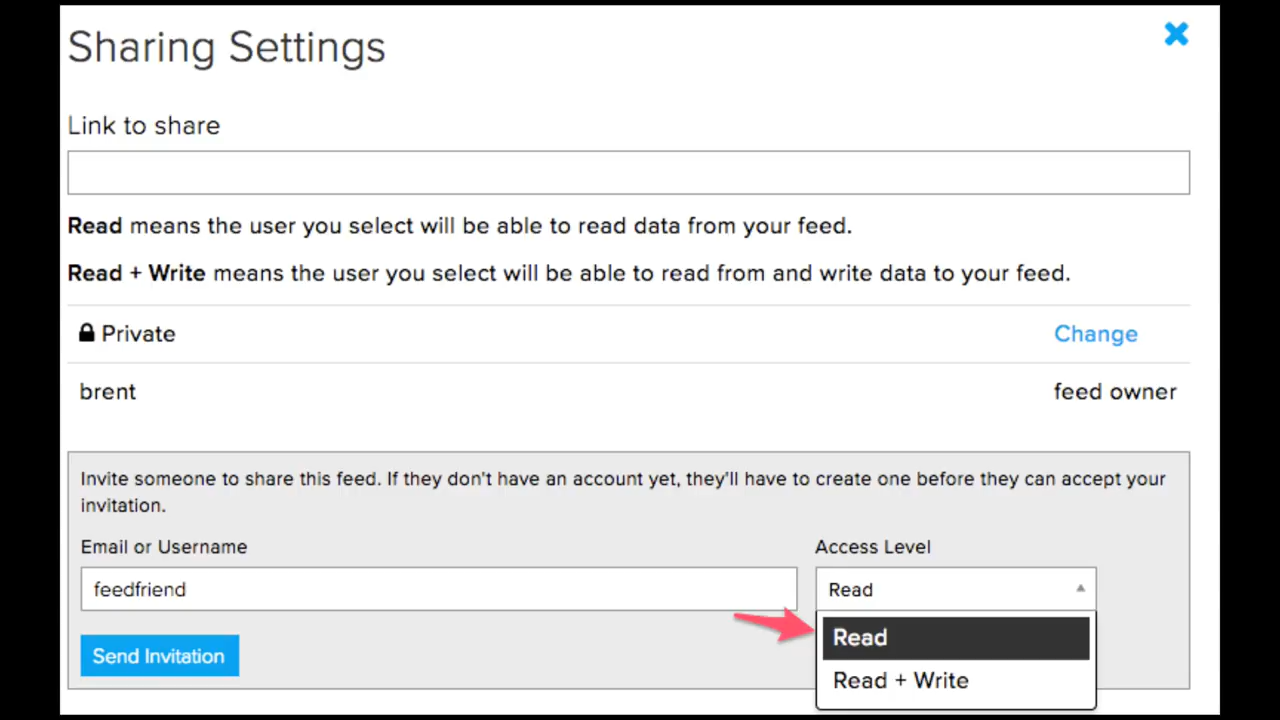 Sharing Settings
Link to share
Read means the user you select will be able to read data from your feed.
Read + Write means the user you select will be able to read from and write data to your feed.
Private Change
brent feed owner
Invite someone to share this feed. If they don't have an account yet, they'll have to create one before they can accept your
invitation.
Email or Username Access Level
feedfriend Read
Read
Send Invitation
Read + Write